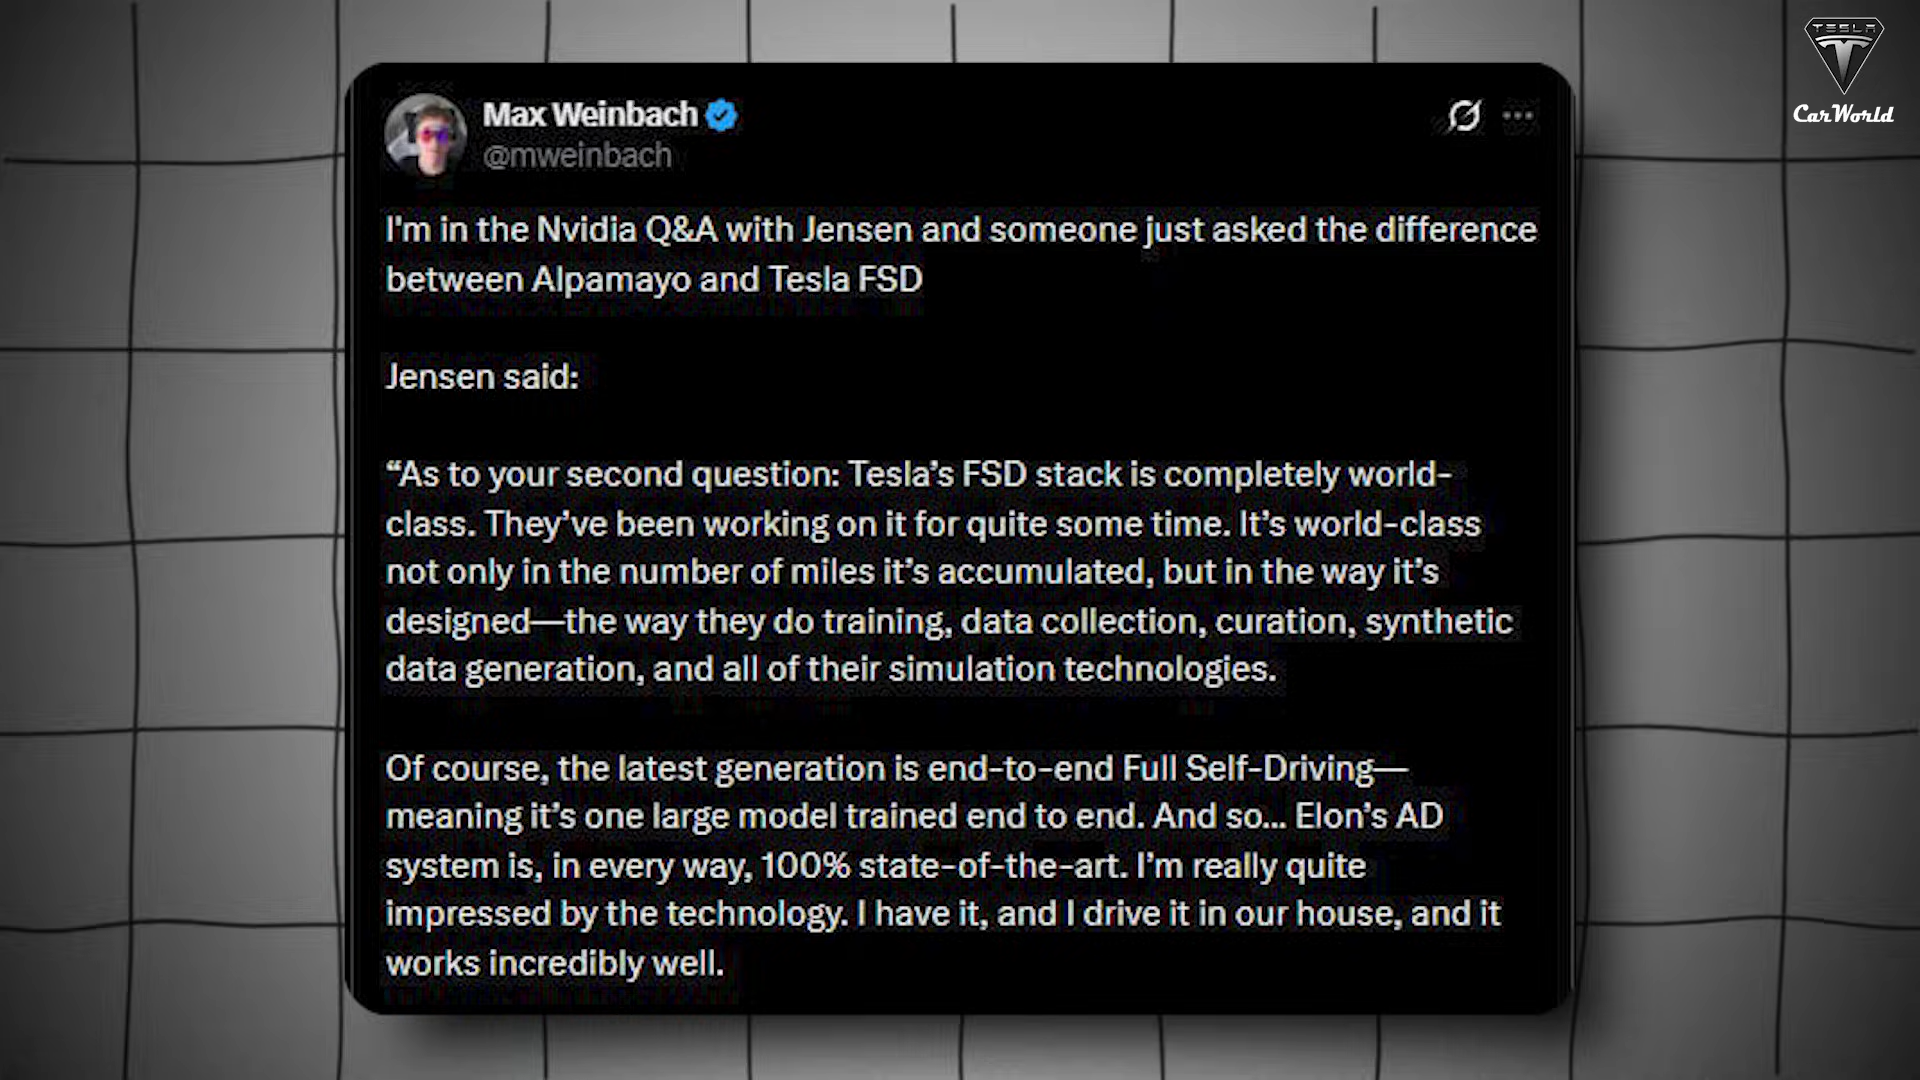 TESLA
CarWorld
Max Weinbach
@mweinbach
I'm in the Nvidia Q&A with Jensen and someone just asked the difference
between Alpamayo and Tesla FSD
Jensen said:
“As to your second question: Tesla’s FSD stack is completely world-
class. They’ve been working on it for quite some time. It’s world-class
not only in the number of miles it’s accumulated, but in the way it’s
designed—the way they do training, data collection, curation, synthetic
data generation, and all of their simulation technologies.
Of course, the latest generation is end-to-end Full Self-Driving—
meaning it’s one large model trained end to end. And so... Elon’s AD
system is, in every way, 100% state-of-the-art. I’m really quite
impressed by the technology. I have it, and I drive it in our house, and it
works incredibly well.